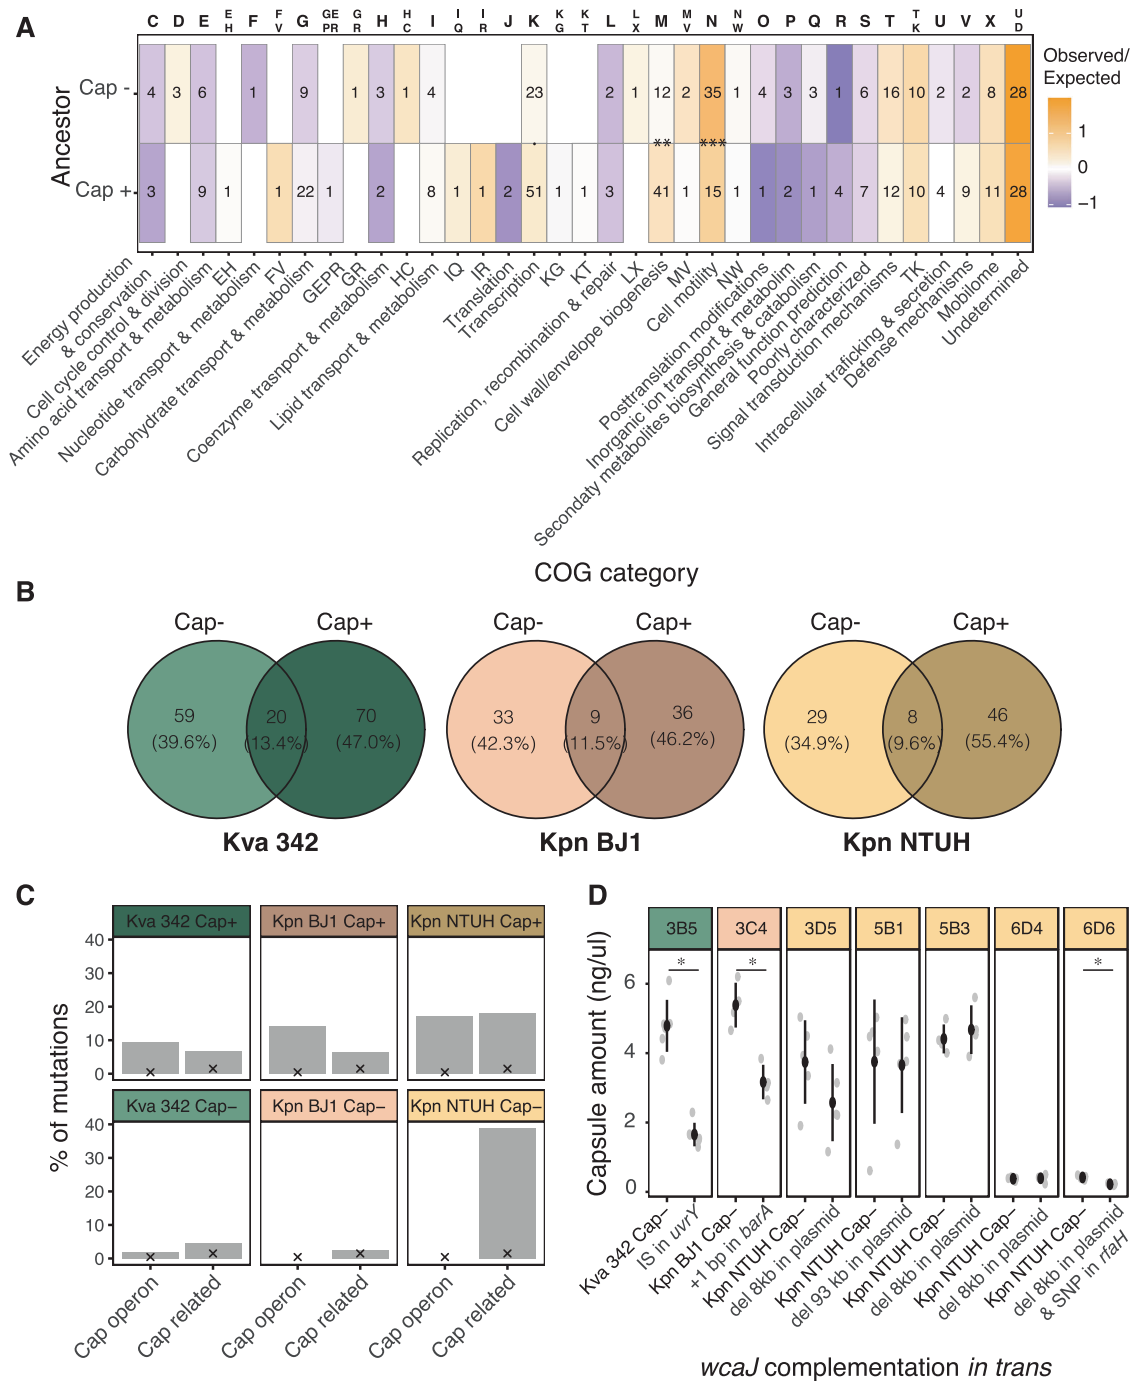 A
C D E EH F FV G GEPR GR H HC I IQ IR J K KG KT L LX M MV N NW O P Q R S T TK U V X UD
Observed/
Expected
1
0
−1
Ancestor
Cap -
4 3 6 1 9 1 3 1 4 23 2 1 12 2 35 1 4 3 3 1 6 16 10 2 2 8 28
. ** ***
Cap +
3 9 1 1 22 1 2 8 1 1 2 51 1 1 3 41 1 15 1 1 2 1 4 7 12 10 4 9 11 28
Energy production
& conservation
Cell cycle control & division
Amino acid transport & metabolism
EH
Nucleotide transport & metabolism
FV
Carbohydrate transport & metabolism
GEPR
GR
Coenzyme trasnport & metabolism
HC
Lipid transport & metabolism
IQ
IR
Translation
Transcription
KG
KT
Replication, recombination & repair
LX
Cell wall/envelope biogenesis
MV
Cell motility
NW
Posttranslation modifications
Inorganic ion transport & metabolim
Secondaty metabolites biosynthesis & catabolism
General function prediction
Poorly characterized
Signal transduction mechanisms
TK
Intracellular traficking & secretion
Defense mechanisms
Mobilome
Undetermined
COG category
B
Cap- Cap+
59 20 70
(39.6%) (13.4%) (47.0%)
Kva 342
Cap- Cap+
33 9 36
(42.3%) (11.5%) (46.2%)
Kpn BJ1
Cap- Cap+
29 8 46
(34.9%) (9.6%) (55.4%)
Kpn NTUH
C
% of mutations
Kva 342 Cap+ Kpn BJ1 Cap+ Kpn NTUH Cap+
40
30
20
10
0
× × × × × ×
Kva 342 Cap− Kpn BJ1 Cap− Kpn NTUH Cap−
40
30
20
10
0
× × × × × ×
Cap operon Cap related Cap operon Cap related Cap operon Cap related
D
Capsule amount (ng/ul)
3B5 3C4 3D5 5B1 5B3 6D4 6D6
* * *
6
4
2
0
Kva 342 Cap−
IS in uvrY
Kpn BJ1 Cap−
+1 bp in barA
Kpn NTUH Cap−
del 8kb in plasmid
Kpn NTUH Cap−
del 93 kb in plasmid
Kpn NTUH Cap−
del 8kb in plasmid
Kpn NTUH Cap−
del 8kb in plasmid
Kpn NTUH Cap−
del 8kb in plasmid
& SNP in rfaH
wcaJ complementation in trans